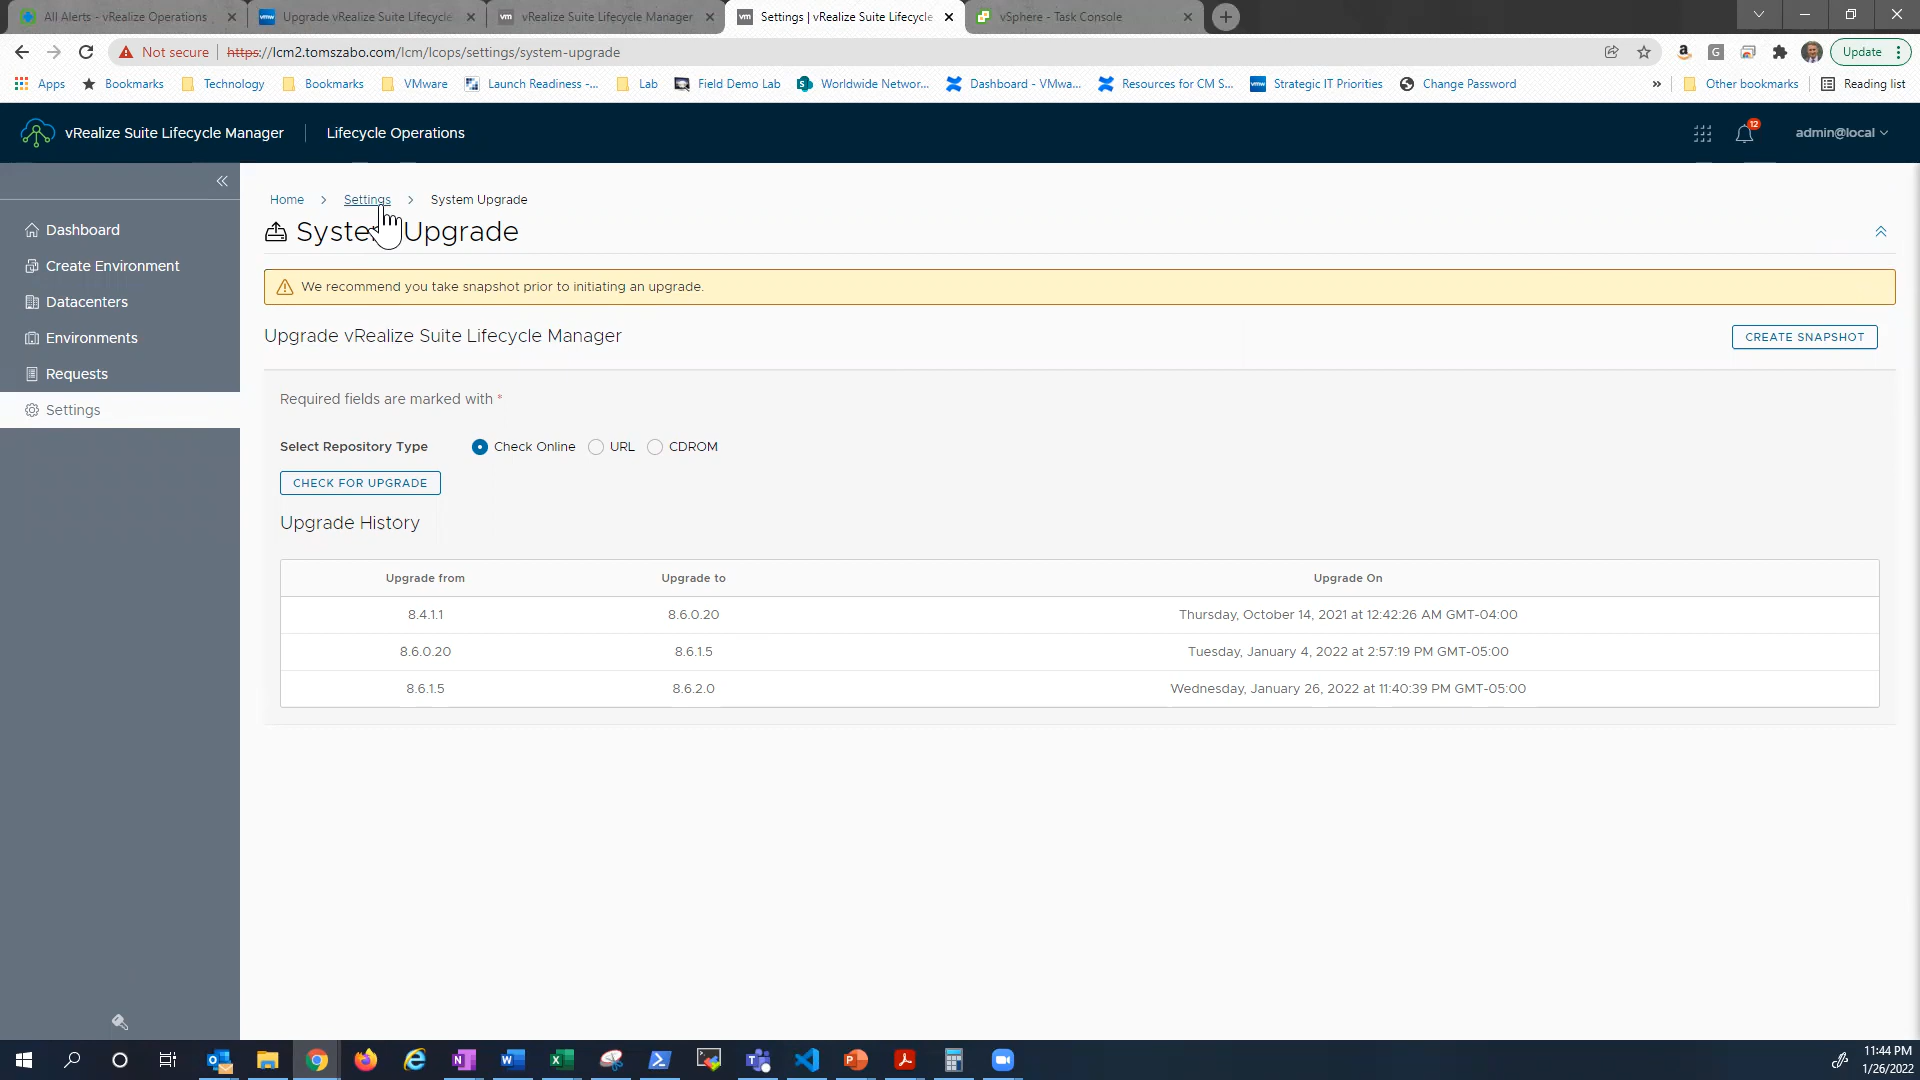 All Alerts - vRealize Operations
Upgrade vRealize Suite Lifecycle
vRealize Suite Lifecycle Manager
Settings | vRealize Suite Lifecycle
vSphere - Task Console
Not secure
https://lcm2.tomszabo.com/lcm/lcops/settings/system-upgrade
Update
Apps
Bookmarks
Technology
Bookmarks
VMware
Launch Readiness -...
Lab
Field Demo Lab
Worldwide Networ...
Dashboard - VMwa...
Resources for CM S...
Strategic IT Priorities
Change Password
»
Other bookmarks
Reading list
vRealize Suite Lifecycle Manager
Lifecycle Operations
12
admin@local
Dashboard
Create Environment
Datacenters
Environments
Requests
Settings
Home > Settings > System Upgrade
System Upgrade
We recommend you take snapshot prior to initiating an upgrade.
Upgrade vRealize Suite Lifecycle Manager
CREATE SNAPSHOT
Required fields are marked with *
Select Repository Type
Check Online
URL
CDROM
CHECK FOR UPGRADE
Upgrade History
Upgrade from Upgrade to Upgrade On
8.4.1.1 8.6.0.20 Thursday, October 14, 2021 at 12:42:26 AM GMT-04:00
8.6.0.20 8.6.1.5 Tuesday, January 4, 2022 at 2:57:19 PM GMT-05:00
8.6.1.5 8.6.2.0 Wednesday, January 26, 2022 at 11:40:39 PM GMT-05:00
11:44 PM
1/26/2022